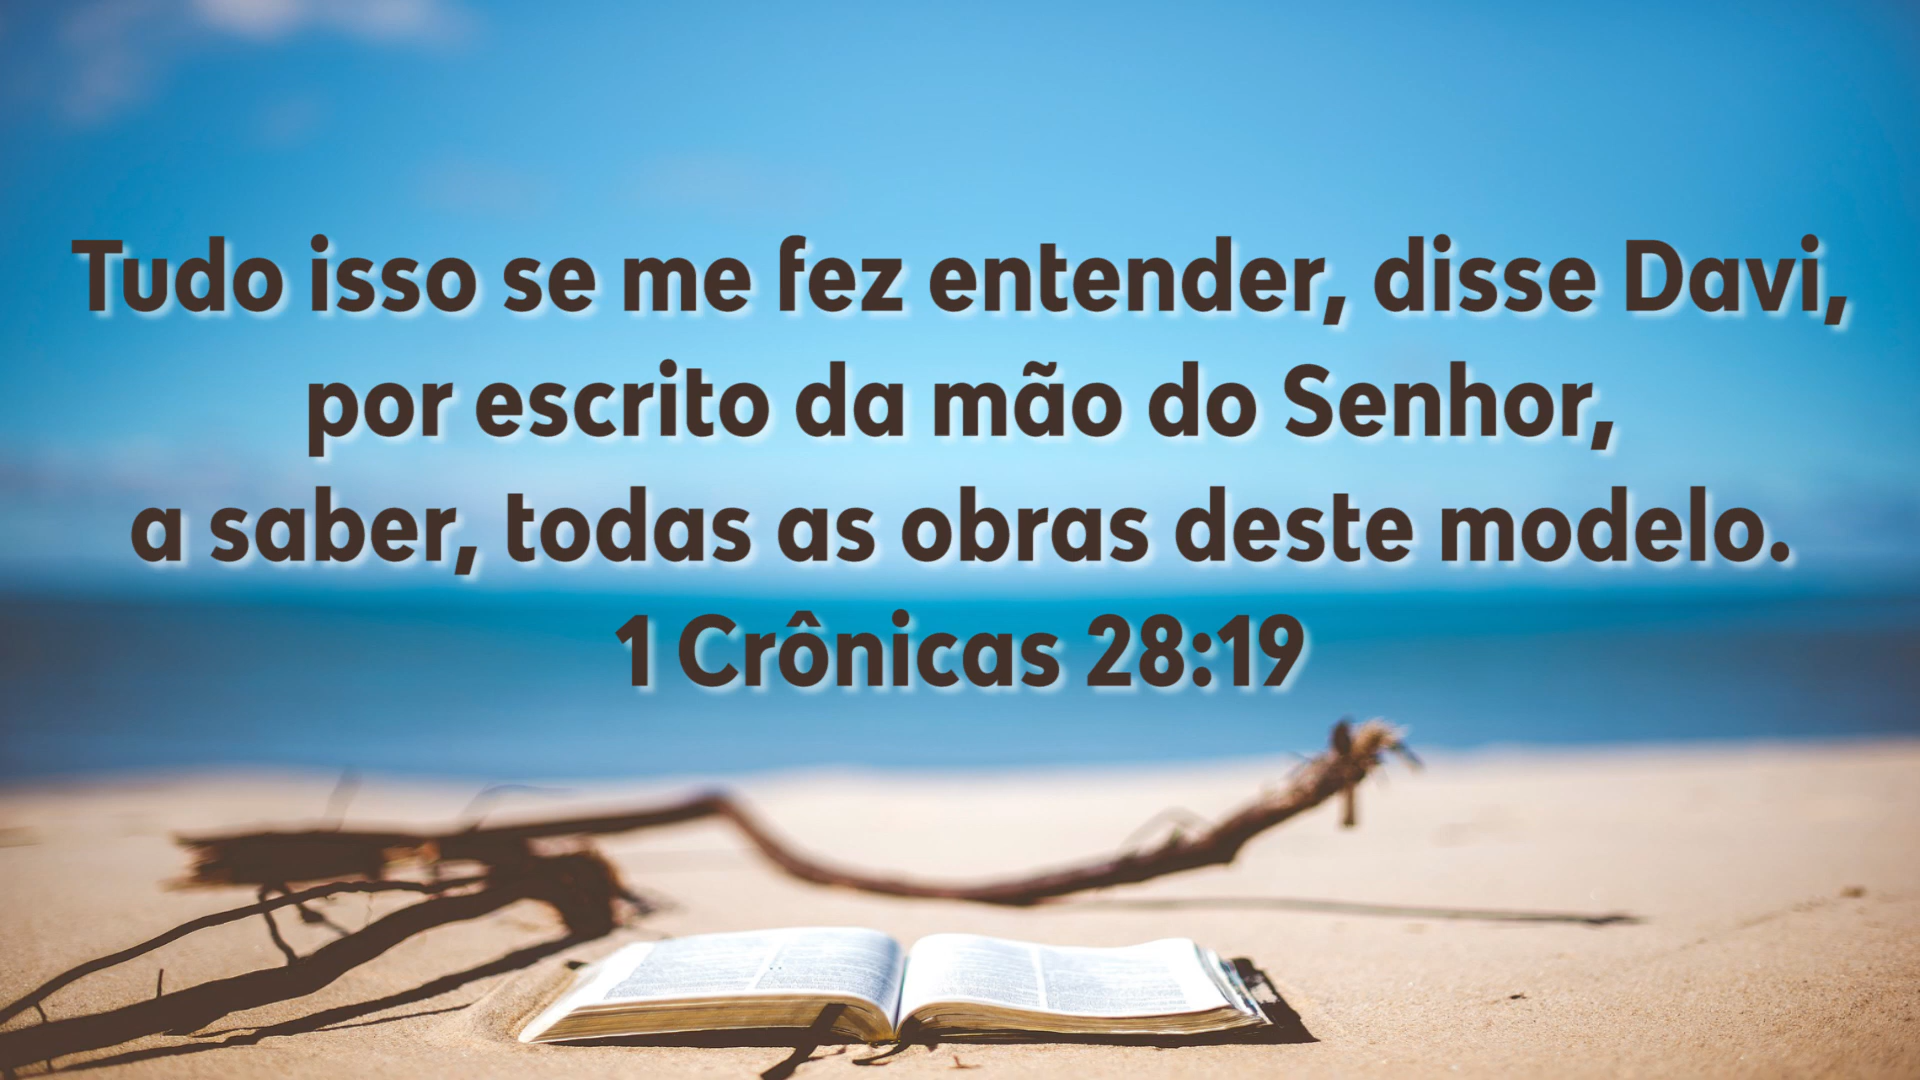 Tudo isso se me fez entender, disse Davi,
por escrito da mão do Senhor,
a saber, todas as obras deste modelo.
1 Crônicas 28:19